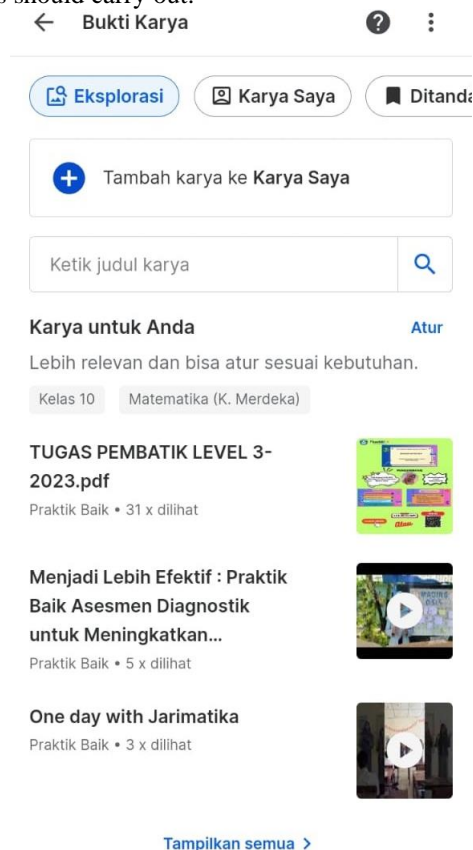 s should carry out.
Bukti Karya
Eksplorasi
Karya Saya
Ditanda
Tambah karya ke Karya Saya
Ketik judul karya
Karya untuk Anda
Atur
Lebih relevan dan bisa atur sesuai kebutuhan.
Kelas 10
Matematika (K. Merdeka)
TUGAS PEMBATIK LEVEL 3-
2023.pdf
Praktik Baik • 31 x dilihat
Menjadi Lebih Efektif : Praktik
Baik Asesmen Diagnostik
untuk Meningkatkan...
Praktik Baik • 5 x dilihat
One day with Jarimatika
Praktik Baik • 3 x dilihat
Tampilkan semua